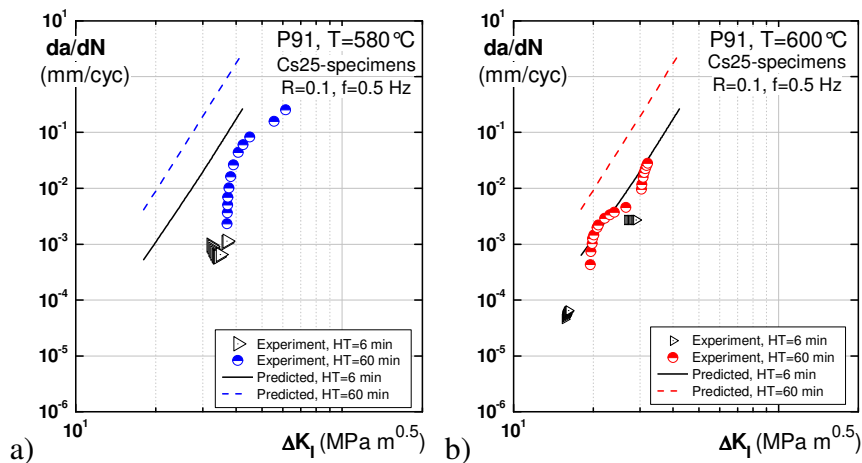 10¹
da/dN
(mm/cyc)
P91, T=580°C
Cs25-specimens
R=0.1, f=0.5 Hz
10⁻¹
10⁻²
10⁻³
10⁻⁴
10⁻⁵
10⁻⁶
Experiment, HT=6 min
Experiment, HT=60 min
Predicted, HT=6 min
Predicted, HT=60 min
10¹
ΔK_I (MPa m^0.5)
a)
10¹
da/dN
(mm/cyc)
P91, T=600°C
Cs25-specimens
R=0.1, f=0.5 Hz
10⁻¹
10⁻²
10⁻³
10⁻⁴
10⁻⁵
10⁻⁶
Experiment, HT=6 min
Experiment, HT=60 min
Predicted, HT=6 min
Predicted, HT=60 min
10¹
ΔK_I (MPa m^0.5)
b)